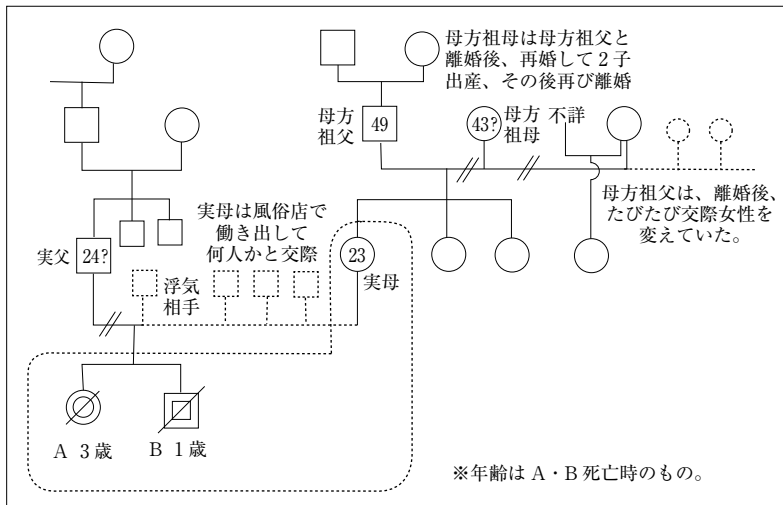 母方祖母は母方祖父と
離婚後、再婚して２子
出産、その後再び離婚
母方
祖父
49
43?
母方
祖母
不詳
母方祖父は、離婚後、
たびたび交際女性を
変えていた。
実母は風俗店で
働き出して
何人かと交際
実父
24?
浮気
相手
23
実母
A ３歳
B １歳
※年齢は A・B 死亡時のもの。